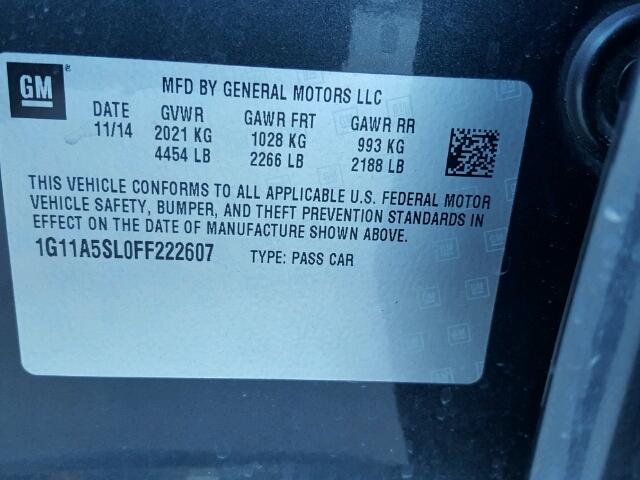 GM ®
MFD BY GENERAL MOTORS LLC
DATE GVWR GAWR FRT GAWR RR
11/14 2021 KG 1028 KG 993 KG
4454 LB 2266 LB 2188 LB
THIS VEHICLE CONFORMS TO ALL APPLICABLE U.S. FEDERAL MOTOR
VEHICLE SAFETY, BUMPER, AND THEFT PREVENTION STANDARDS IN
EFFECT ON THE DATE OF MANUFACTURE SHOWN ABOVE.
1G11A5SL0FF222607 TYPE: PASS CAR